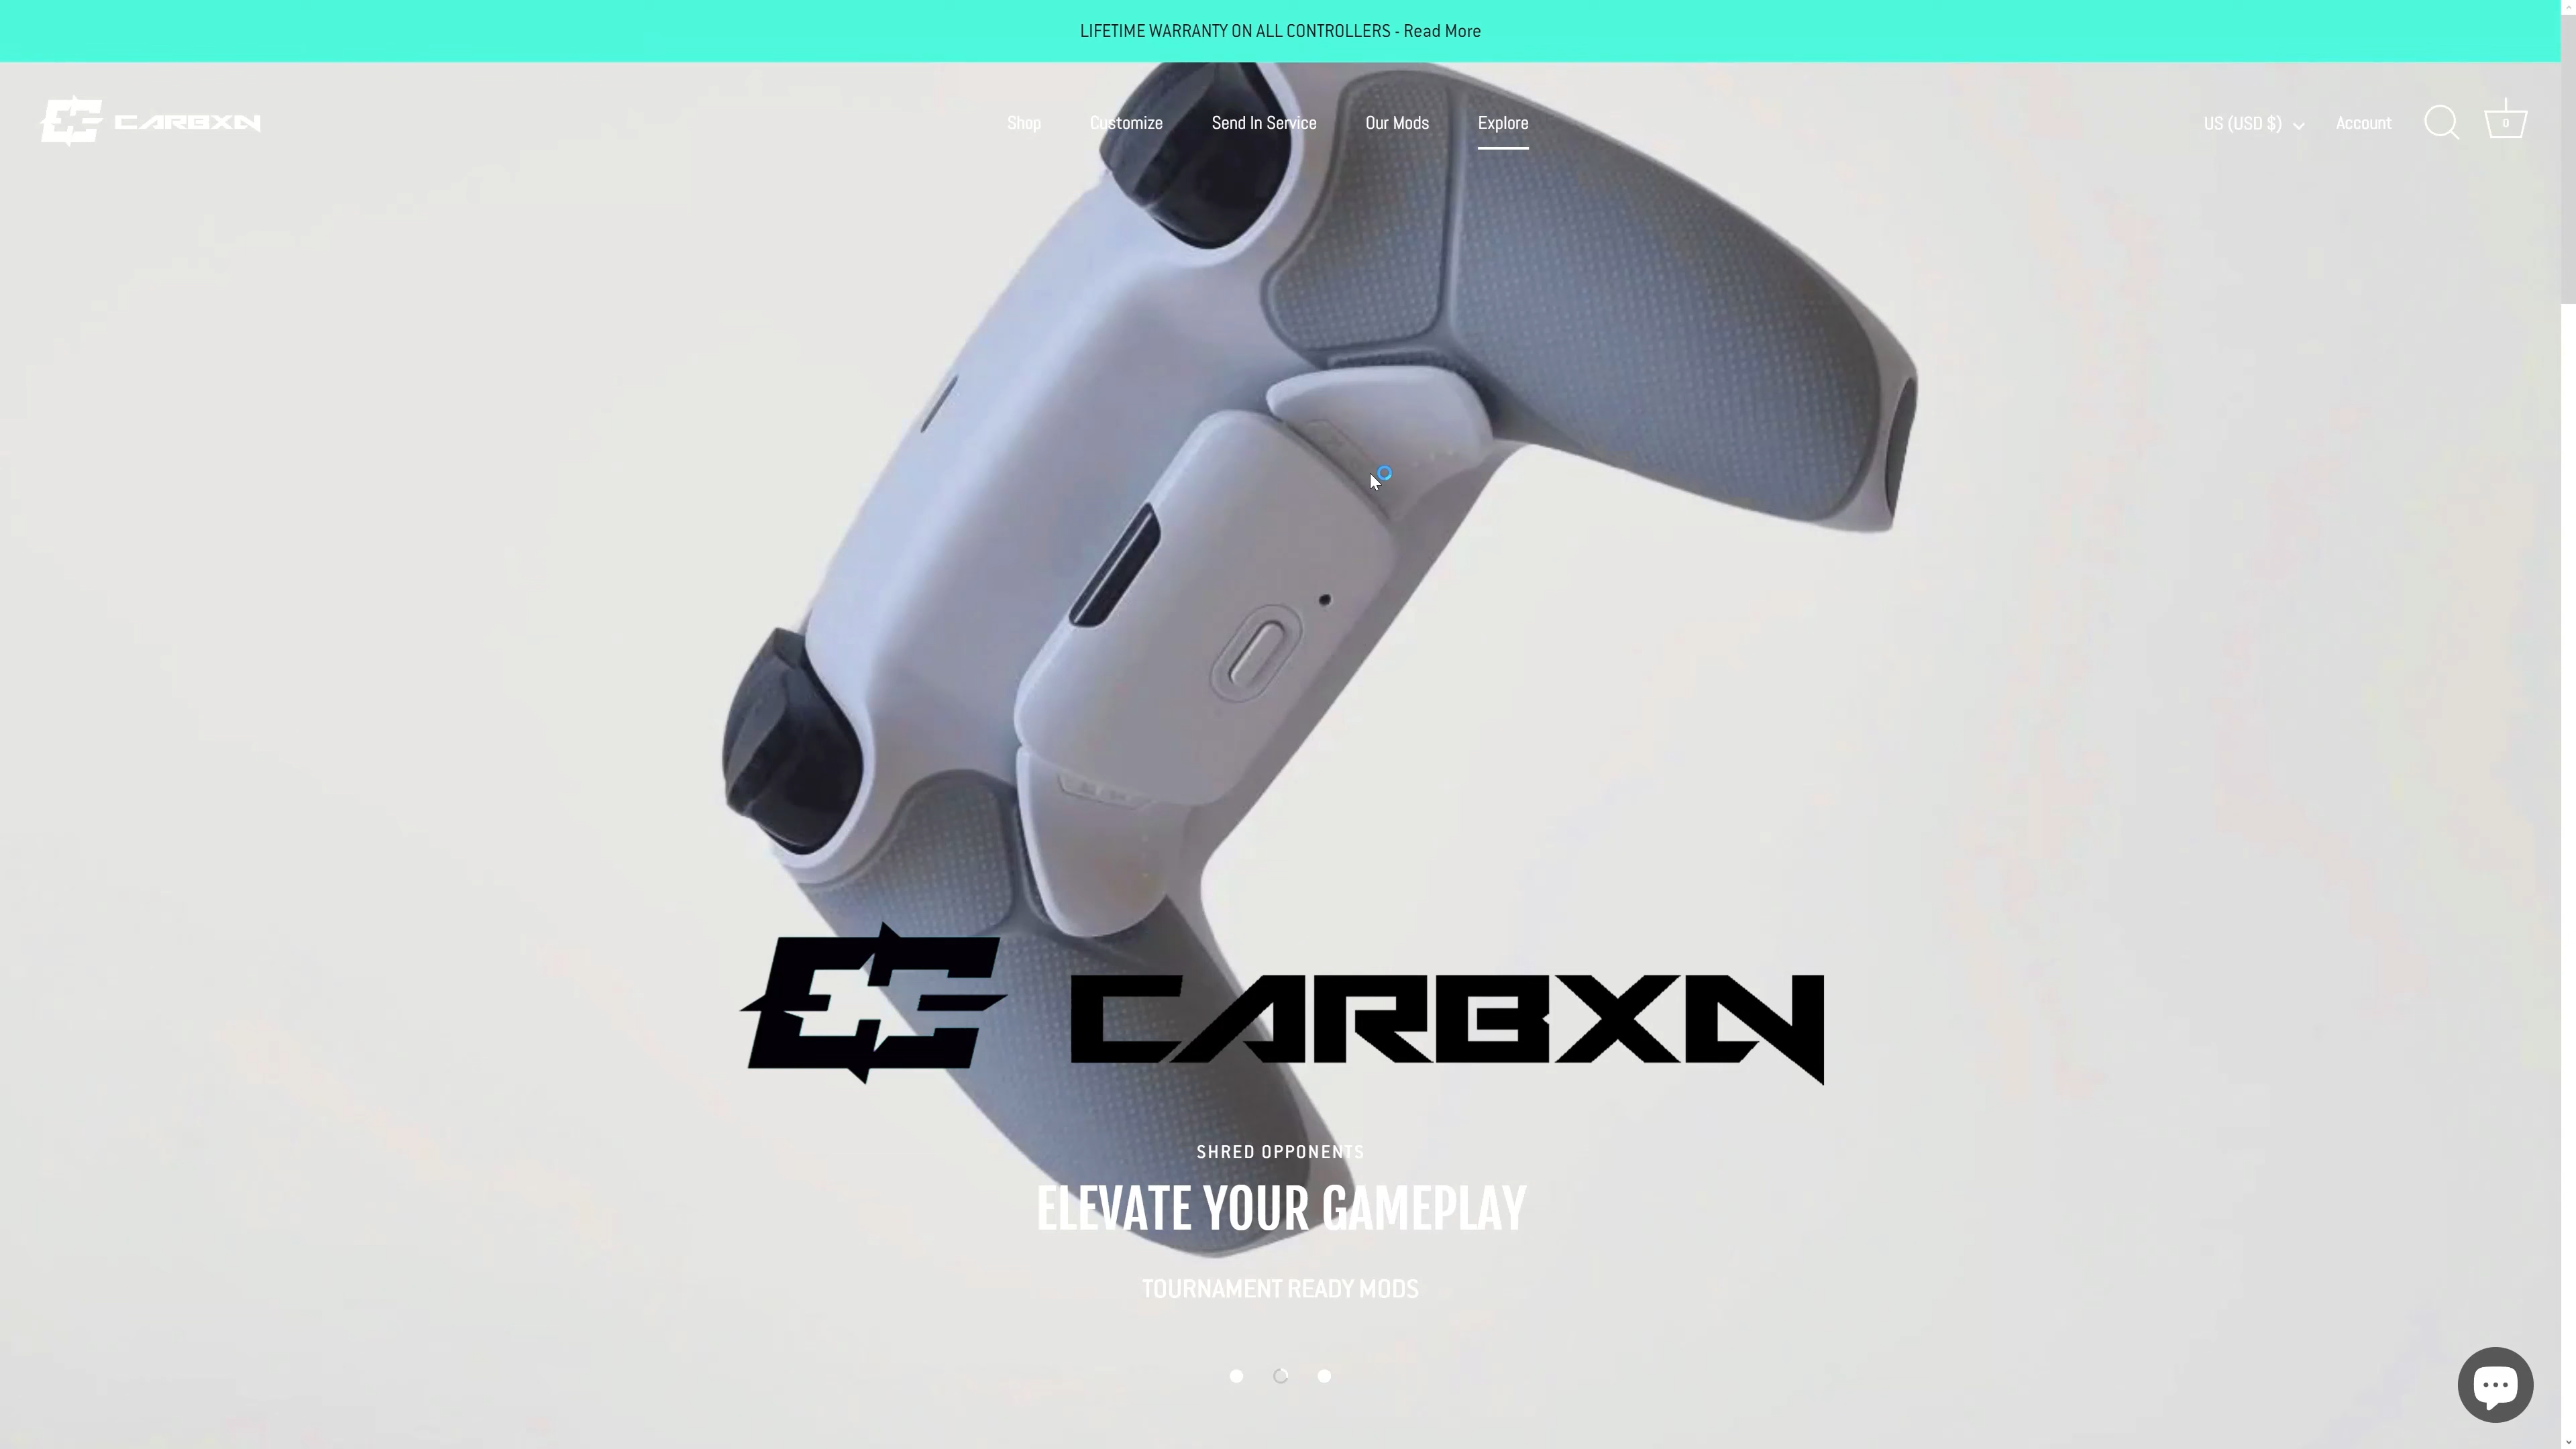 LIFETIME WARRANTY ON ALL CONTROLLERS - Read More
CARBXN
Shop
Customize
Send In Service
Our Mods
Explore
US (USD $)
Account
0
CARBXN
SHRED OPPONENTS
ELEVATE YOUR GAMEPLAY
TOURNAMENT READY MODS